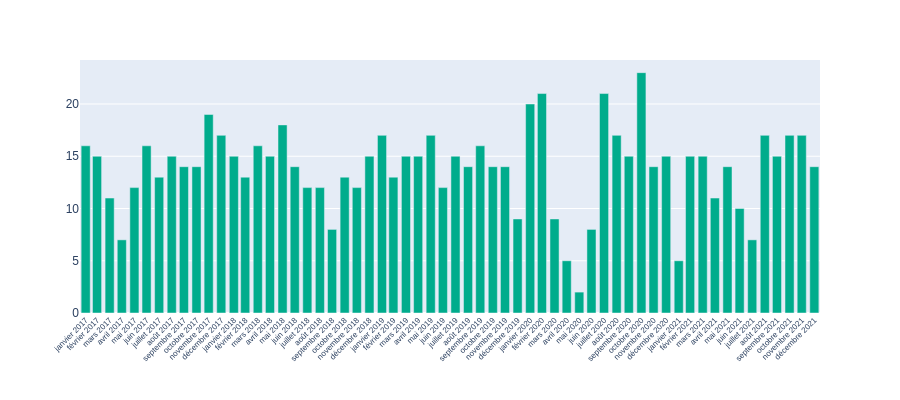 20
15
10
5
0
janvier 2017
février 2017
mars 2017
avril 2017
mai 2017
juin 2017
juillet 2017
août 2017
septembre 2017
octobre 2017
novembre 2017
décembre 2017
janvier 2018
février 2018
mars 2018
avril 2018
mai 2018
juin 2018
juillet 2018
août 2018
septembre 2018
octobre 2018
novembre 2018
décembre 2018
janvier 2019
février 2019
mars 2019
avril 2019
mai 2019
juin 2019
juillet 2019
août 2019
septembre 2019
octobre 2019
novembre 2019
décembre 2019
janvier 2020
février 2020
mars 2020
avril 2020
mai 2020
juin 2020
juillet 2020
août 2020
septembre 2020
octobre 2020
novembre 2020
décembre 2020
janvier 2021
février 2021
mars 2021
avril 2021
mai 2021
juin 2021
juillet 2021
août 2021
septembre 2021
octobre 2021
novembre 2021
décembre 2021